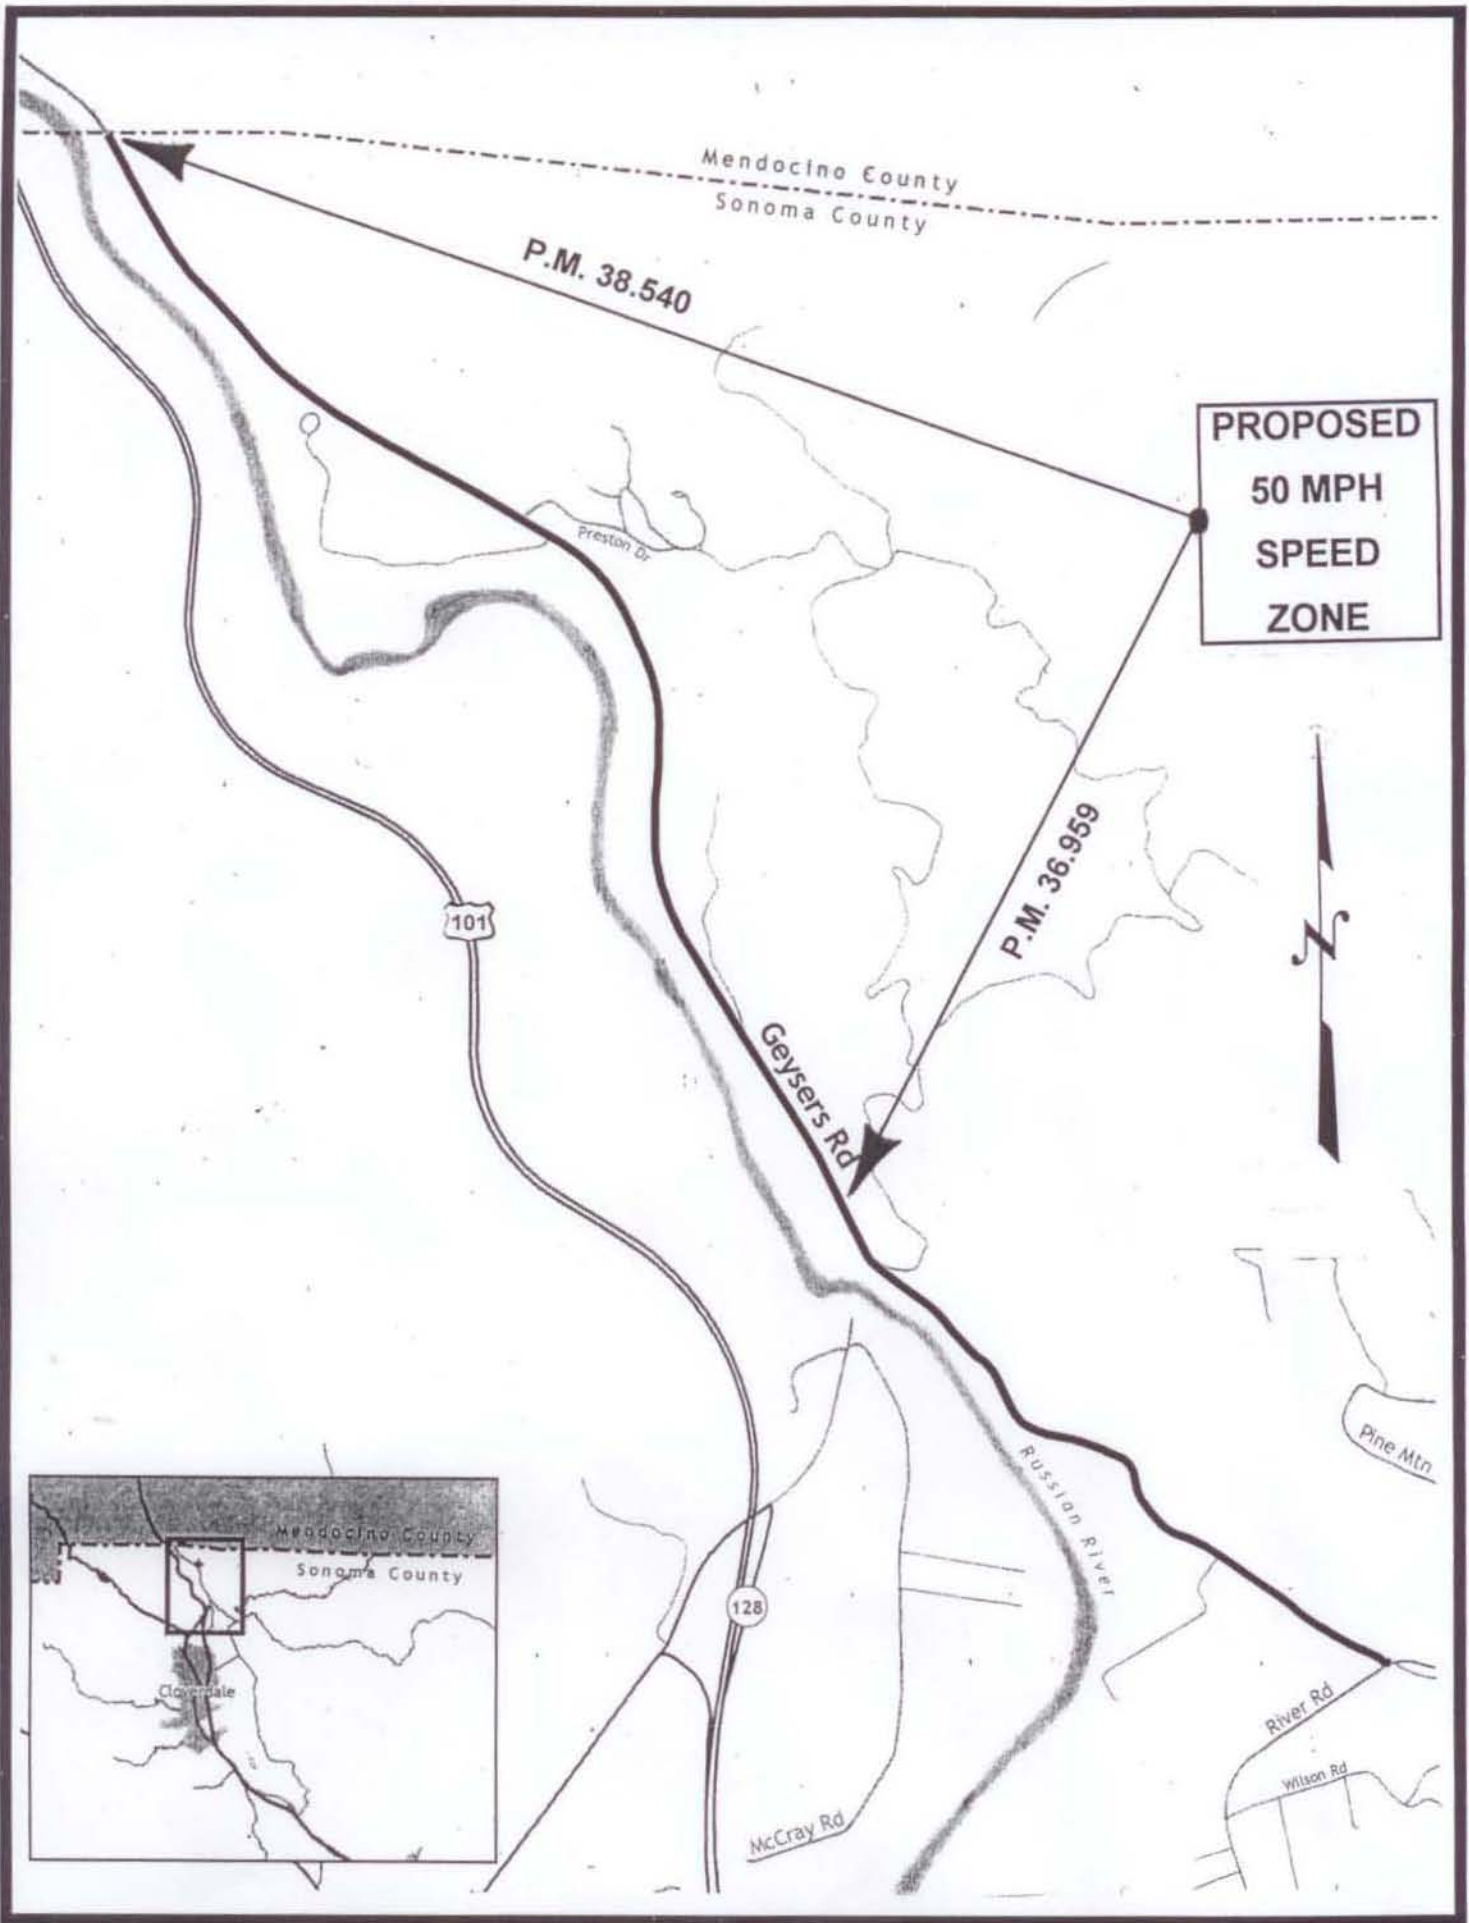 Mendocino County
Sonoma County
P.M. 38.540
PROPOSED
50 MPH
SPEED
ZONE
Preston Dr
P.M. 36.959
101
Geysers Rd
N
Pine Mtn
Russian River
128
River Rd
Wilson Rd
McCray Rd
Mendocino County
Sonoma County
Cloverdale